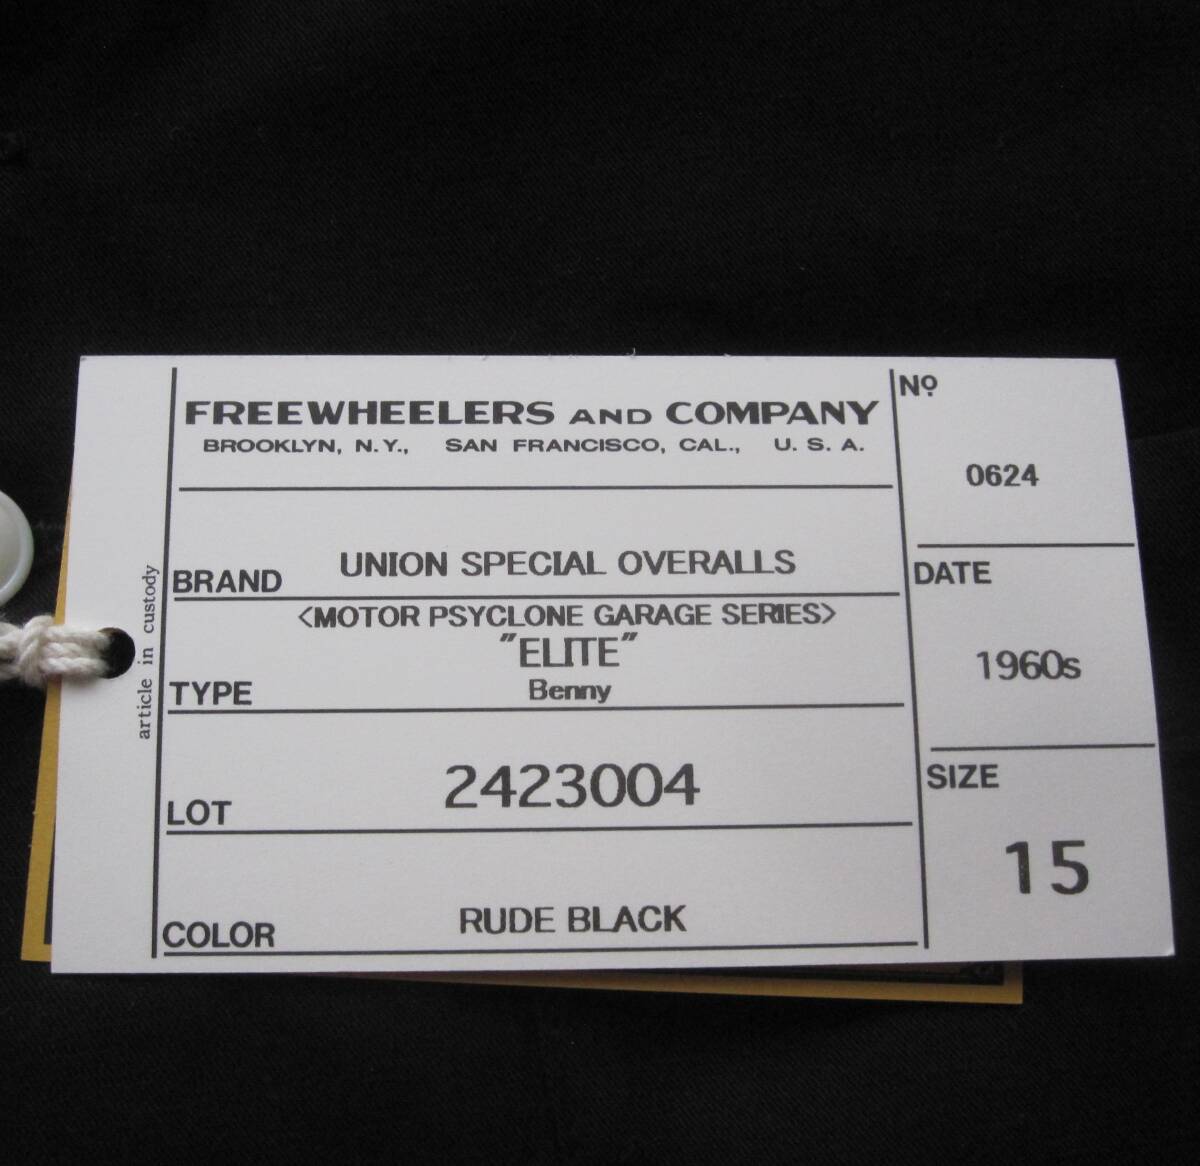 FREEWHEELERS AND COMPANY
BROOKLYN, N.Y., SAN FRANCISCO, CAL., U. S. A.
BRAND UNION SPECIAL OVERALLS
<MOTOR PSYCLONE GARAGE SERIES>
"ELITE"
TYPE Benny
LOT 2423004
COLOR RUDE BLACK
Nº
0624
DATE
1960s
SIZE
15
article in custody